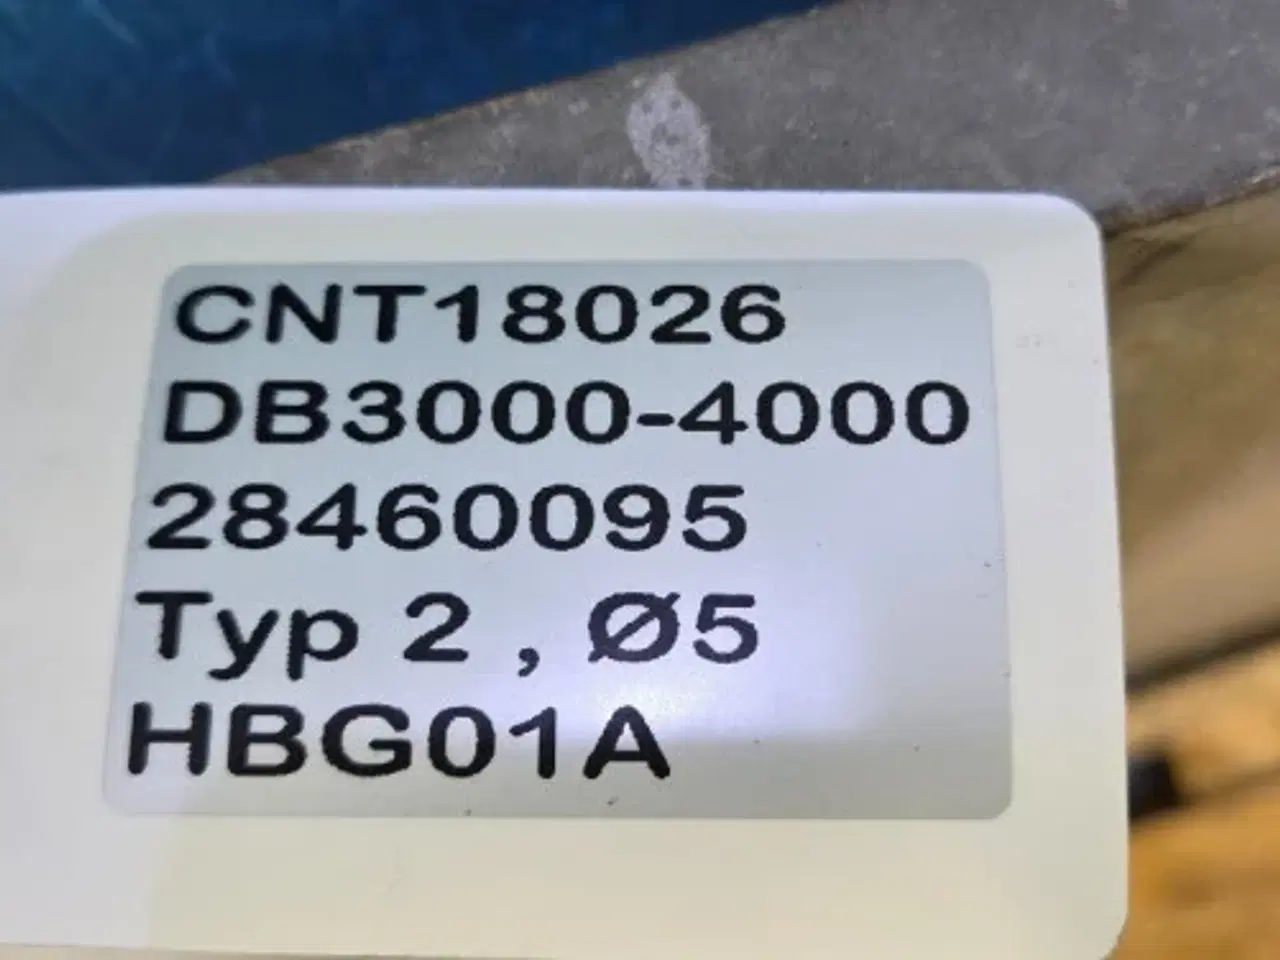 CNT18026
DB3000-4000
28460095
Typ 2 , Ø5
HBG01A